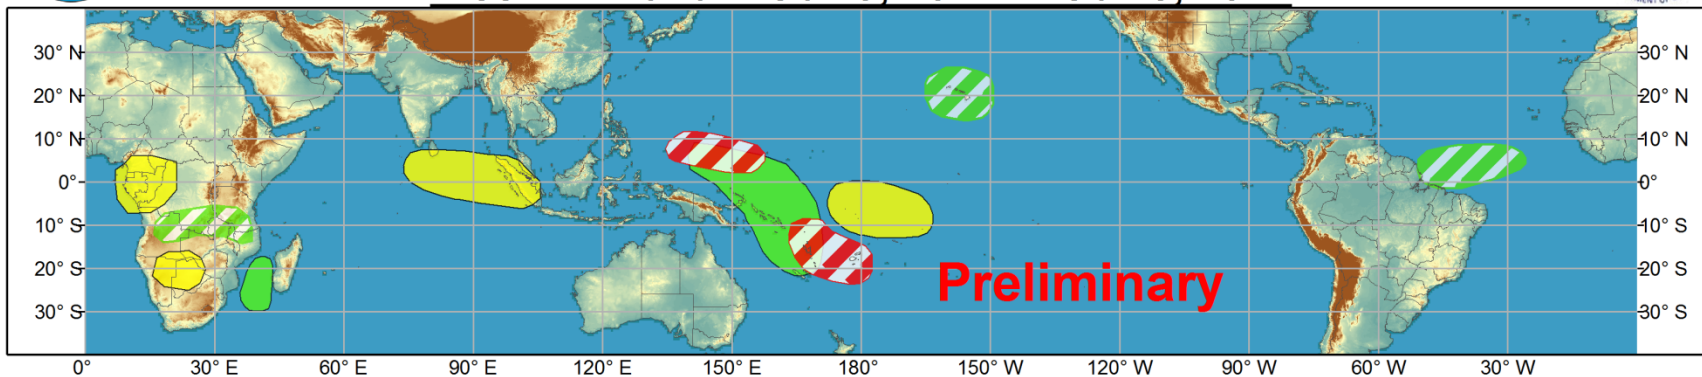 30° N 30° N
20° N 20° N
10° N 10° N
0° 0°
10° S 10° S
20° S Preliminary 20° S
30° S 30° S
0° 30° E 60° E 90° E 120° E 150° E 180° 150° W 120° W 90° W 60° W 30° W